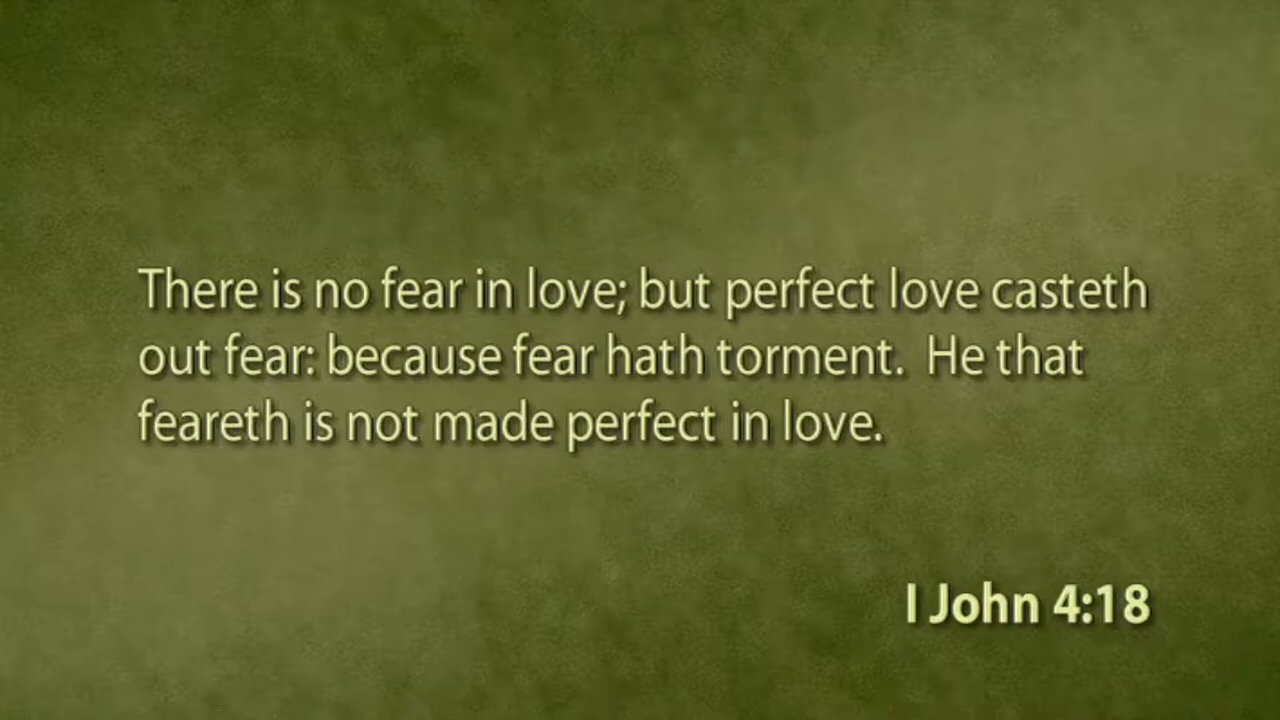 There is no fear in love; but perfect love casteth
out fear: because fear hath torment.  He that
feareth is not made perfect in love.
I John 4:18